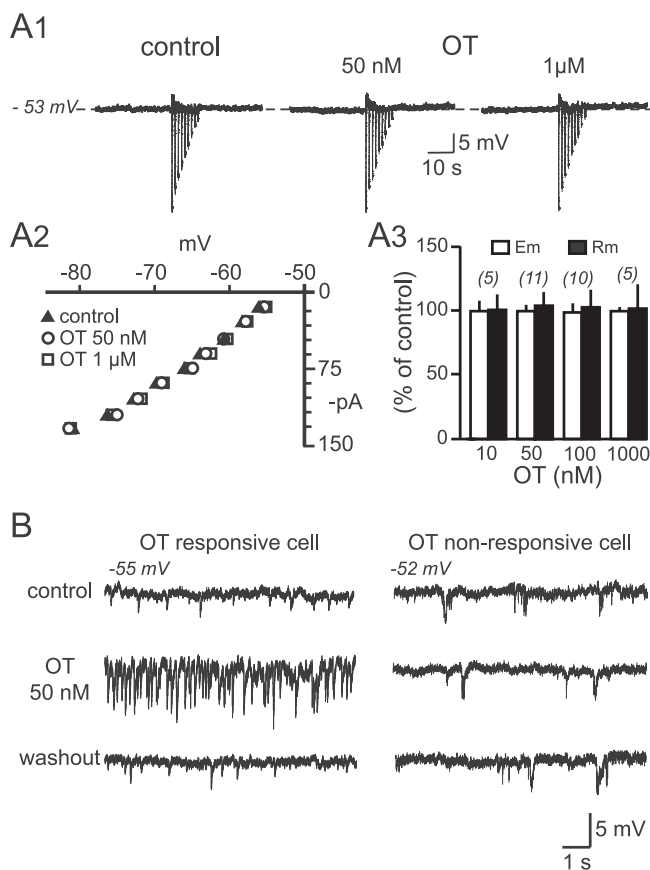 A1
control
OT
50 nM
1µM
- 53 mV
5 mV
10 s
A2
mV
-80 -70 -60 -50
0
control
OT 50 nM
OT 1 µM
75
-pA
150
A3
150
Em Rm
(5) (11) (10) (5)
100
50
0
(% of control)
10 50 100 1000
OT (nM)
B
OT responsive cell
OT non-responsive cell
-55 mV
-52 mV
control
OT
50 nM
washout
5 mV
1 s